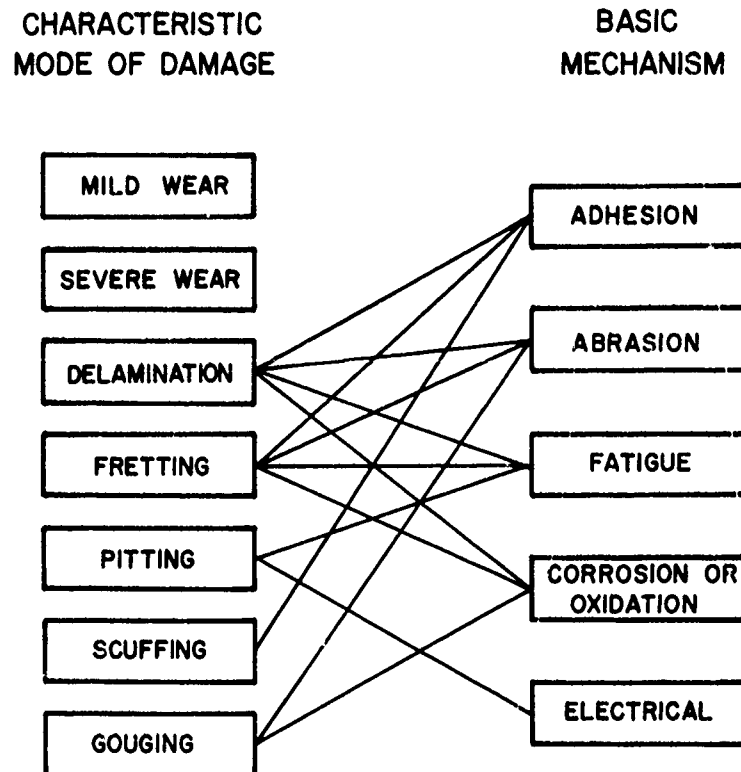 CHARACTERISTIC
MODE OF DAMAGE
BASIC
MECHANISM
MILD WEAR
SEVERE WEAR
DELAMINATION
FRETTING
PITTING
SCUFFING
GOUGING
ADHESION
ABRASION
FATIGUE
CORROSION OR
OXIDATION
ELECTRICAL